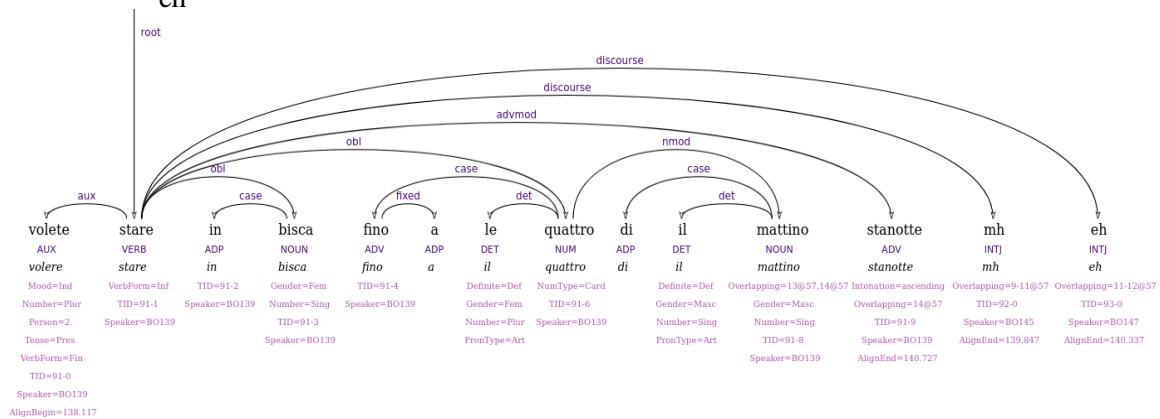 eh
root
discourse
discourse
advmod
obl nmod
obl case case
aux case fixed det det
volete stare in bisca fino a le quattro di il mattino stanotte mh eh
AUX VERB ADP NOUN ADV ADP DET NUM ADP DET NOUN ADV INTJ INTJ
volere stare in bisca fino a il quattro di il mattino stanotte mh eh
Mood=Ind VerbForm=Inf TID=91-2 Gender=Fem TID=91-4 Definite=Def NumType=Card Definite=Def Overlapping=13@57,14@57 Intonation=ascending Overlapping=9-11@57 Overlapping=11-12@57
Number=Plur TID=91-1 Speaker=BO139 Number=Sing Speaker=BO139 Gender=Fem TID=91-6 Gender=Masc Gender=Masc Overlapping=14@57 TID=92-0 TID=93-0
Person=2 Speaker=BO139 TID=91-3 Number=Plur Speaker=BO139 Number=Sing Number=Sing TID=91-9 Speaker=BO145 Speaker=BO147
Tense=Pres Speaker=BO139 PronType=Art PronType=Art TID=91-8 Speaker=BO139 AlignEnd=139.847 AlignEnd=140.337
VerbForm=Fin Speaker=BO139 AlignEnd=140.727
TID=91-0
Speaker=BO139
AlignBegin=138.117